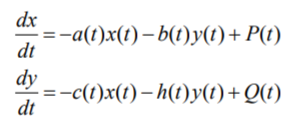 dx/dt = −a(t)x(t) − b(t)y(t) + P(t)
dy/dt = −c(t)x(t) − h(t)y(t) + Q(t)